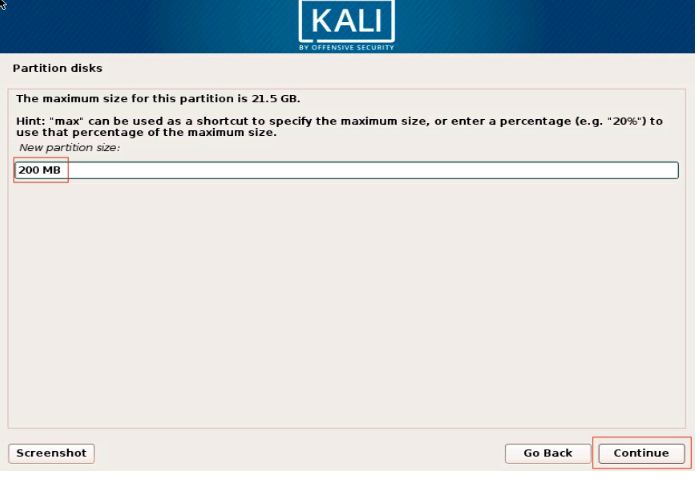 KALI
BY OFFENSIVE SECURITY
Partition disks
The maximum size for this partition is 21.5 GB.
Hint: "max" can be used as a shortcut to specify the maximum size, or enter a percentage (e.g. "20%") to
use that percentage of the maximum size.
New partition size:
200 MB
Screenshot
Go Back
Continue